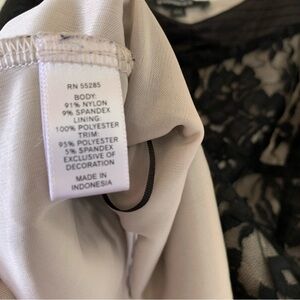 RN 55285
BODY:
91% NYLON
9% SPANDEX
LINING:
100% POLYESTER
TRIM:
95% POLYESTER
5% SPANDEX
EXCLUSIVE OF
DECORATION
MADE IN
INDONESIA